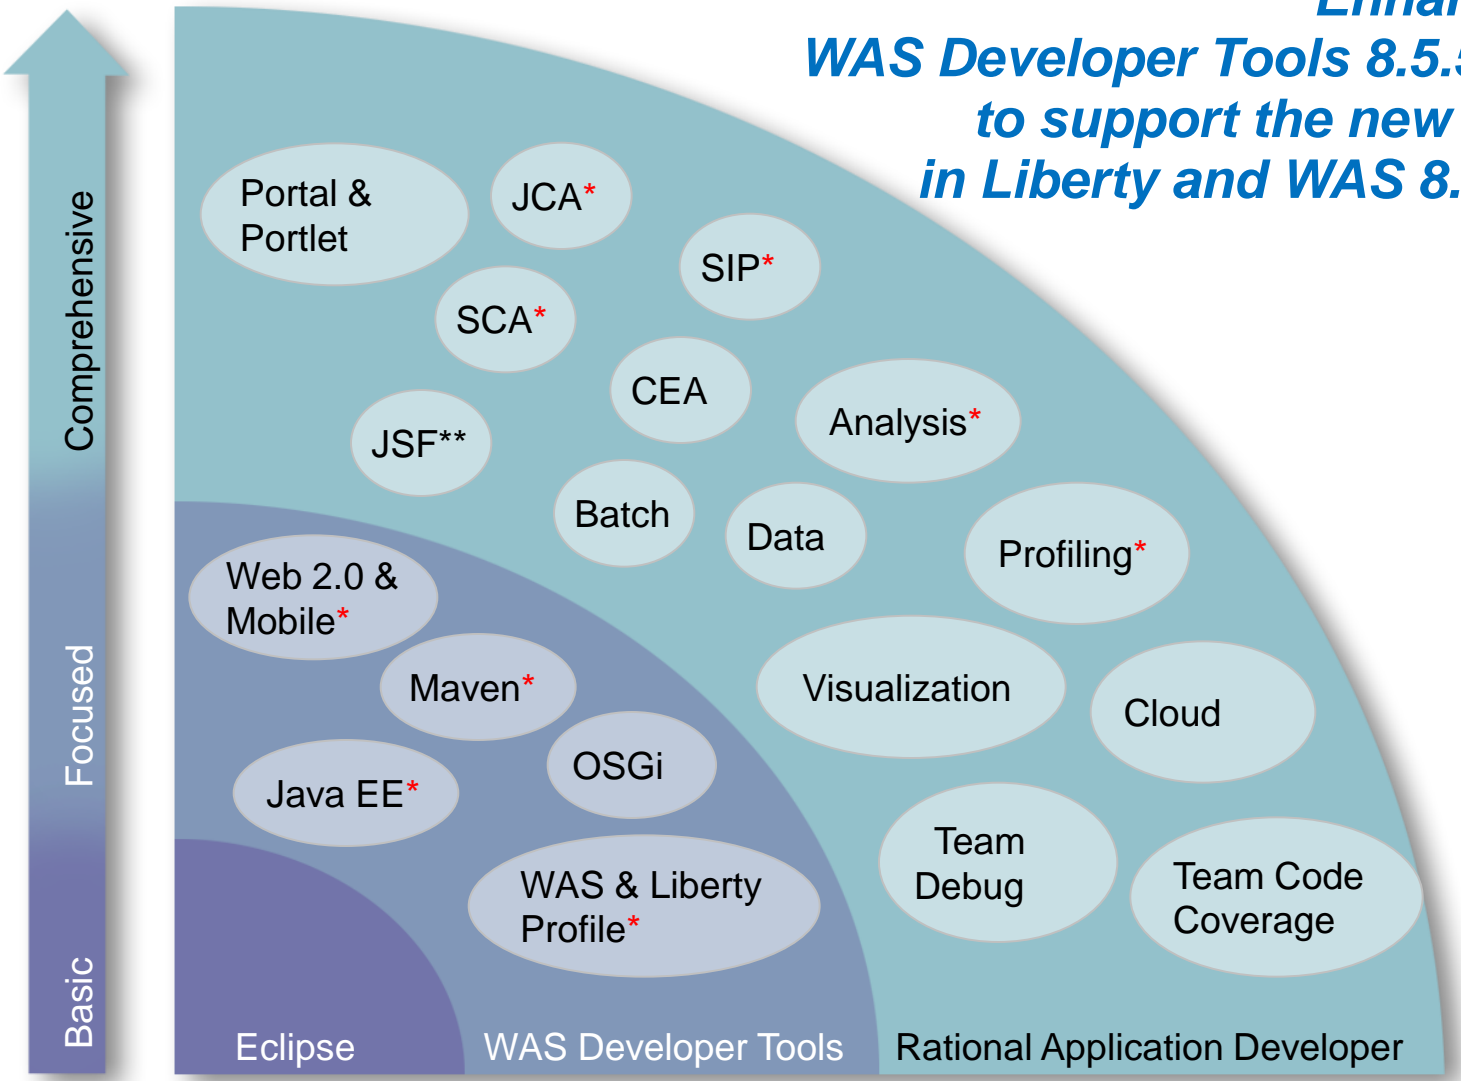 WAS Developer Tools 8.5.5
to support the new
in Liberty and WAS 8.
Comprehensive
Focused
Basic
Portal &
Portlet
JCA*
SIP*
SCA*
CEA
Analysis*
JSF**
Batch
Data
Profiling*
Web 2.0 &
Mobile*
Maven*
Visualization
Cloud
OSGi
Java EE*
Team
Debug
WAS & Liberty
Profile*
Team Code
Coverage
Eclipse
WAS Developer Tools
Rational Application Developer